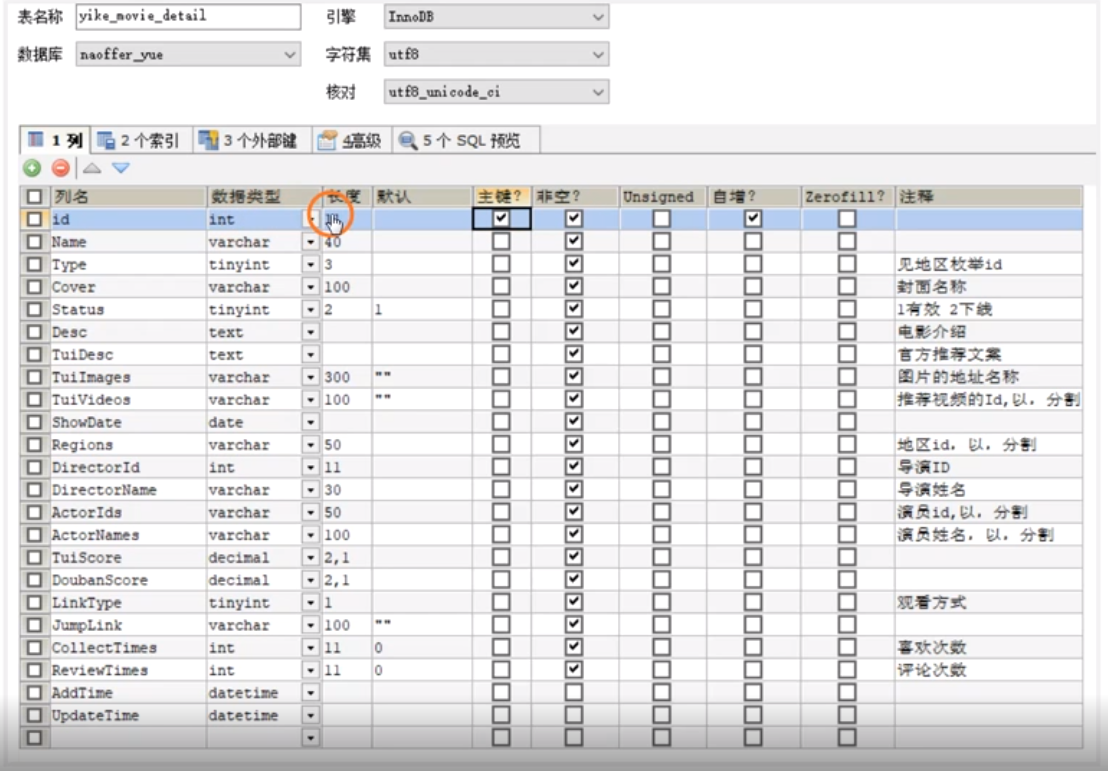 表名称 yike_movie_detail 引擎 InnoDB
数据库 naoffer_yue 字符集 utf8
核对 utf8_unicode_ci
1 列 2 个索引 3 个外部键 4高级 5 个 SQL 预览
列名 数据类型 长度 默认 主键? 非空? Unsigned 自增? Zerofill? 注释
id int
Name varchar 40
Type tinyint 3 见地区枚举id
Cover varchar 100 封面名称
Status tinyint 2 1 1有效 2下线
Desc text 电影介绍
TuiDesc text 官方推荐文案
TuiImages varchar 300 "" 图片的地址名称
TuiVideos varchar 100 "" 推荐视频的Id,以，分割
ShowDate date
Regions varchar 50 地区id，以，分割
DirectorId int 11 导演ID
DirectorName varchar 30 导演姓名
ActorIds varchar 50 演员id,以，分割
ActorNames varchar 100 演员姓名，以，分割
TuiScore decimal 2,1
DoubanScore decimal 2,1
LinkType tinyint 1 观看方式
JumpLink varchar 100 ""
CollectTimes int 11 0 喜欢次数
ReviewTimes int 11 0 评论次数
AddTime datetime
UpdateTime datetime